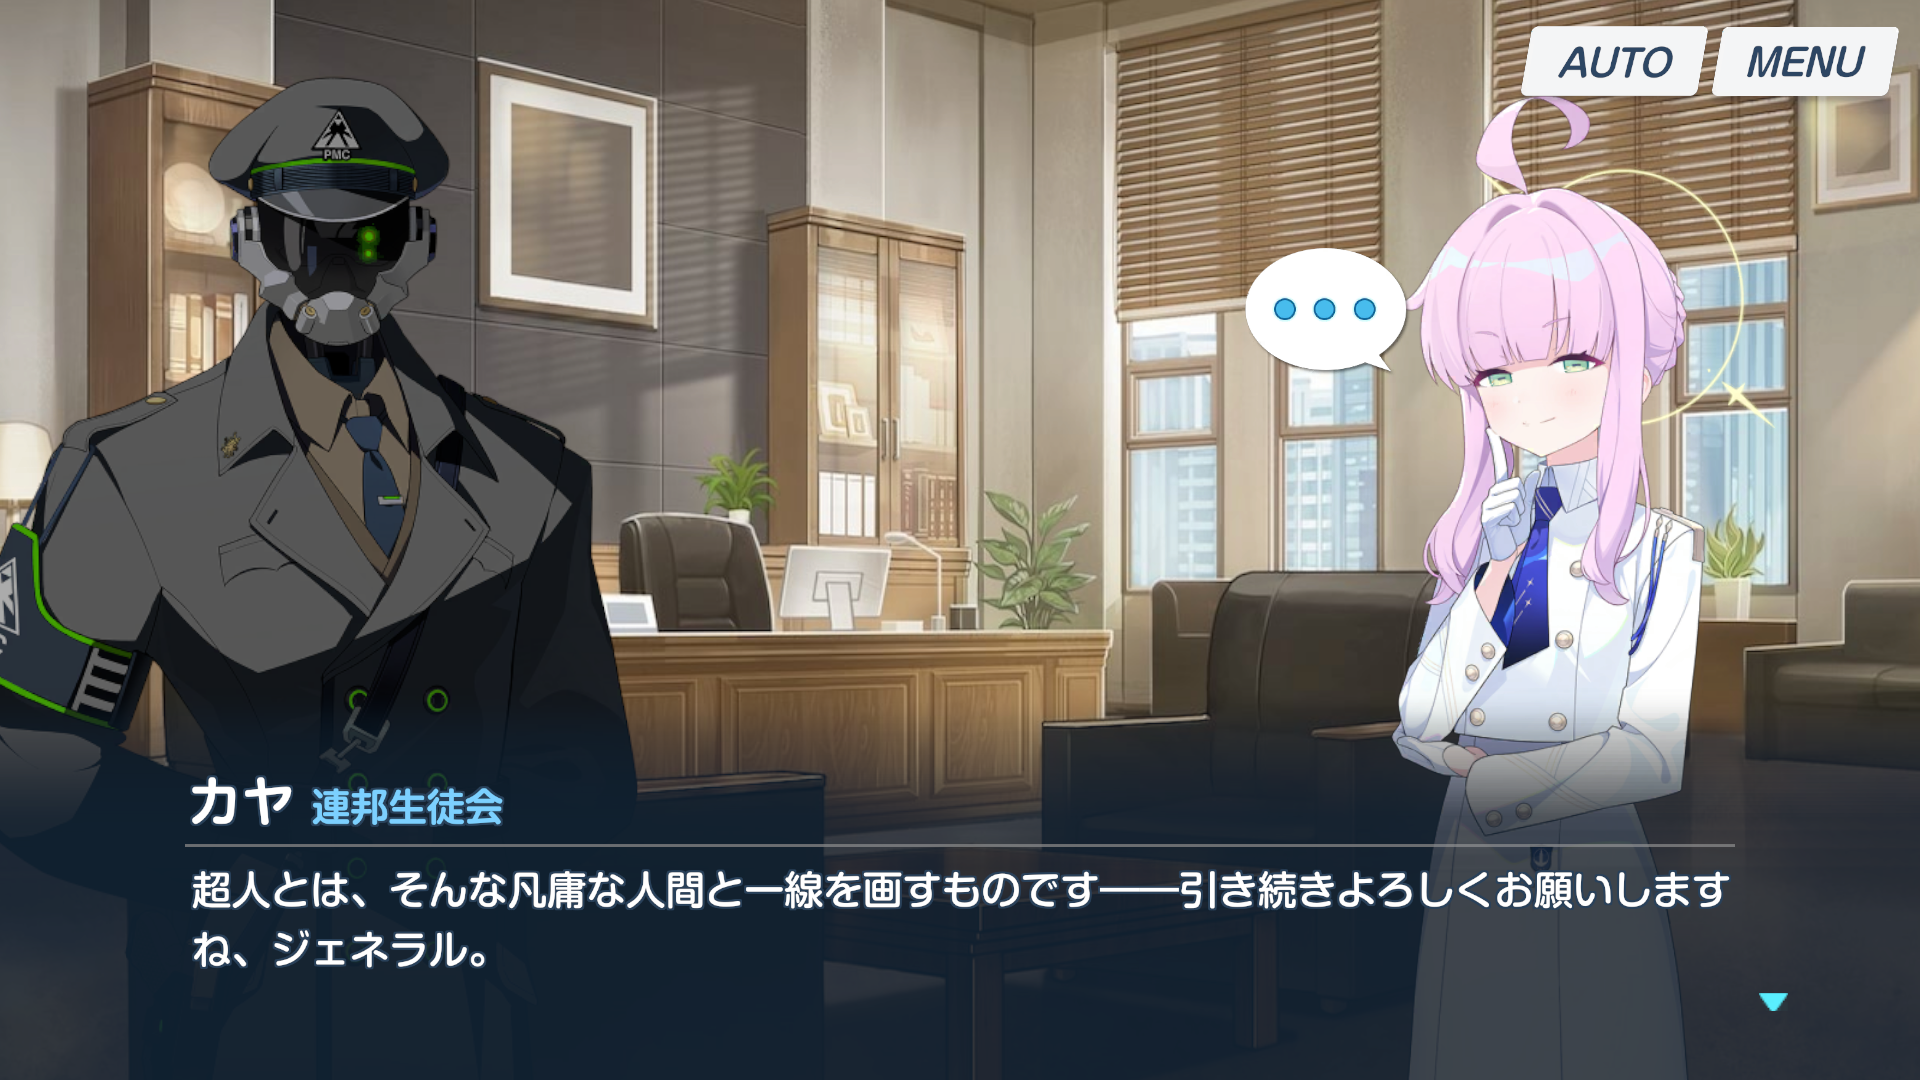 AUTO
MENU
PMC
カヤ 連邦生徒会
超人とは、そんな凡庸な人間と一線を画すものです――引き続きよろしくお願いします
ね、ジェネラル。